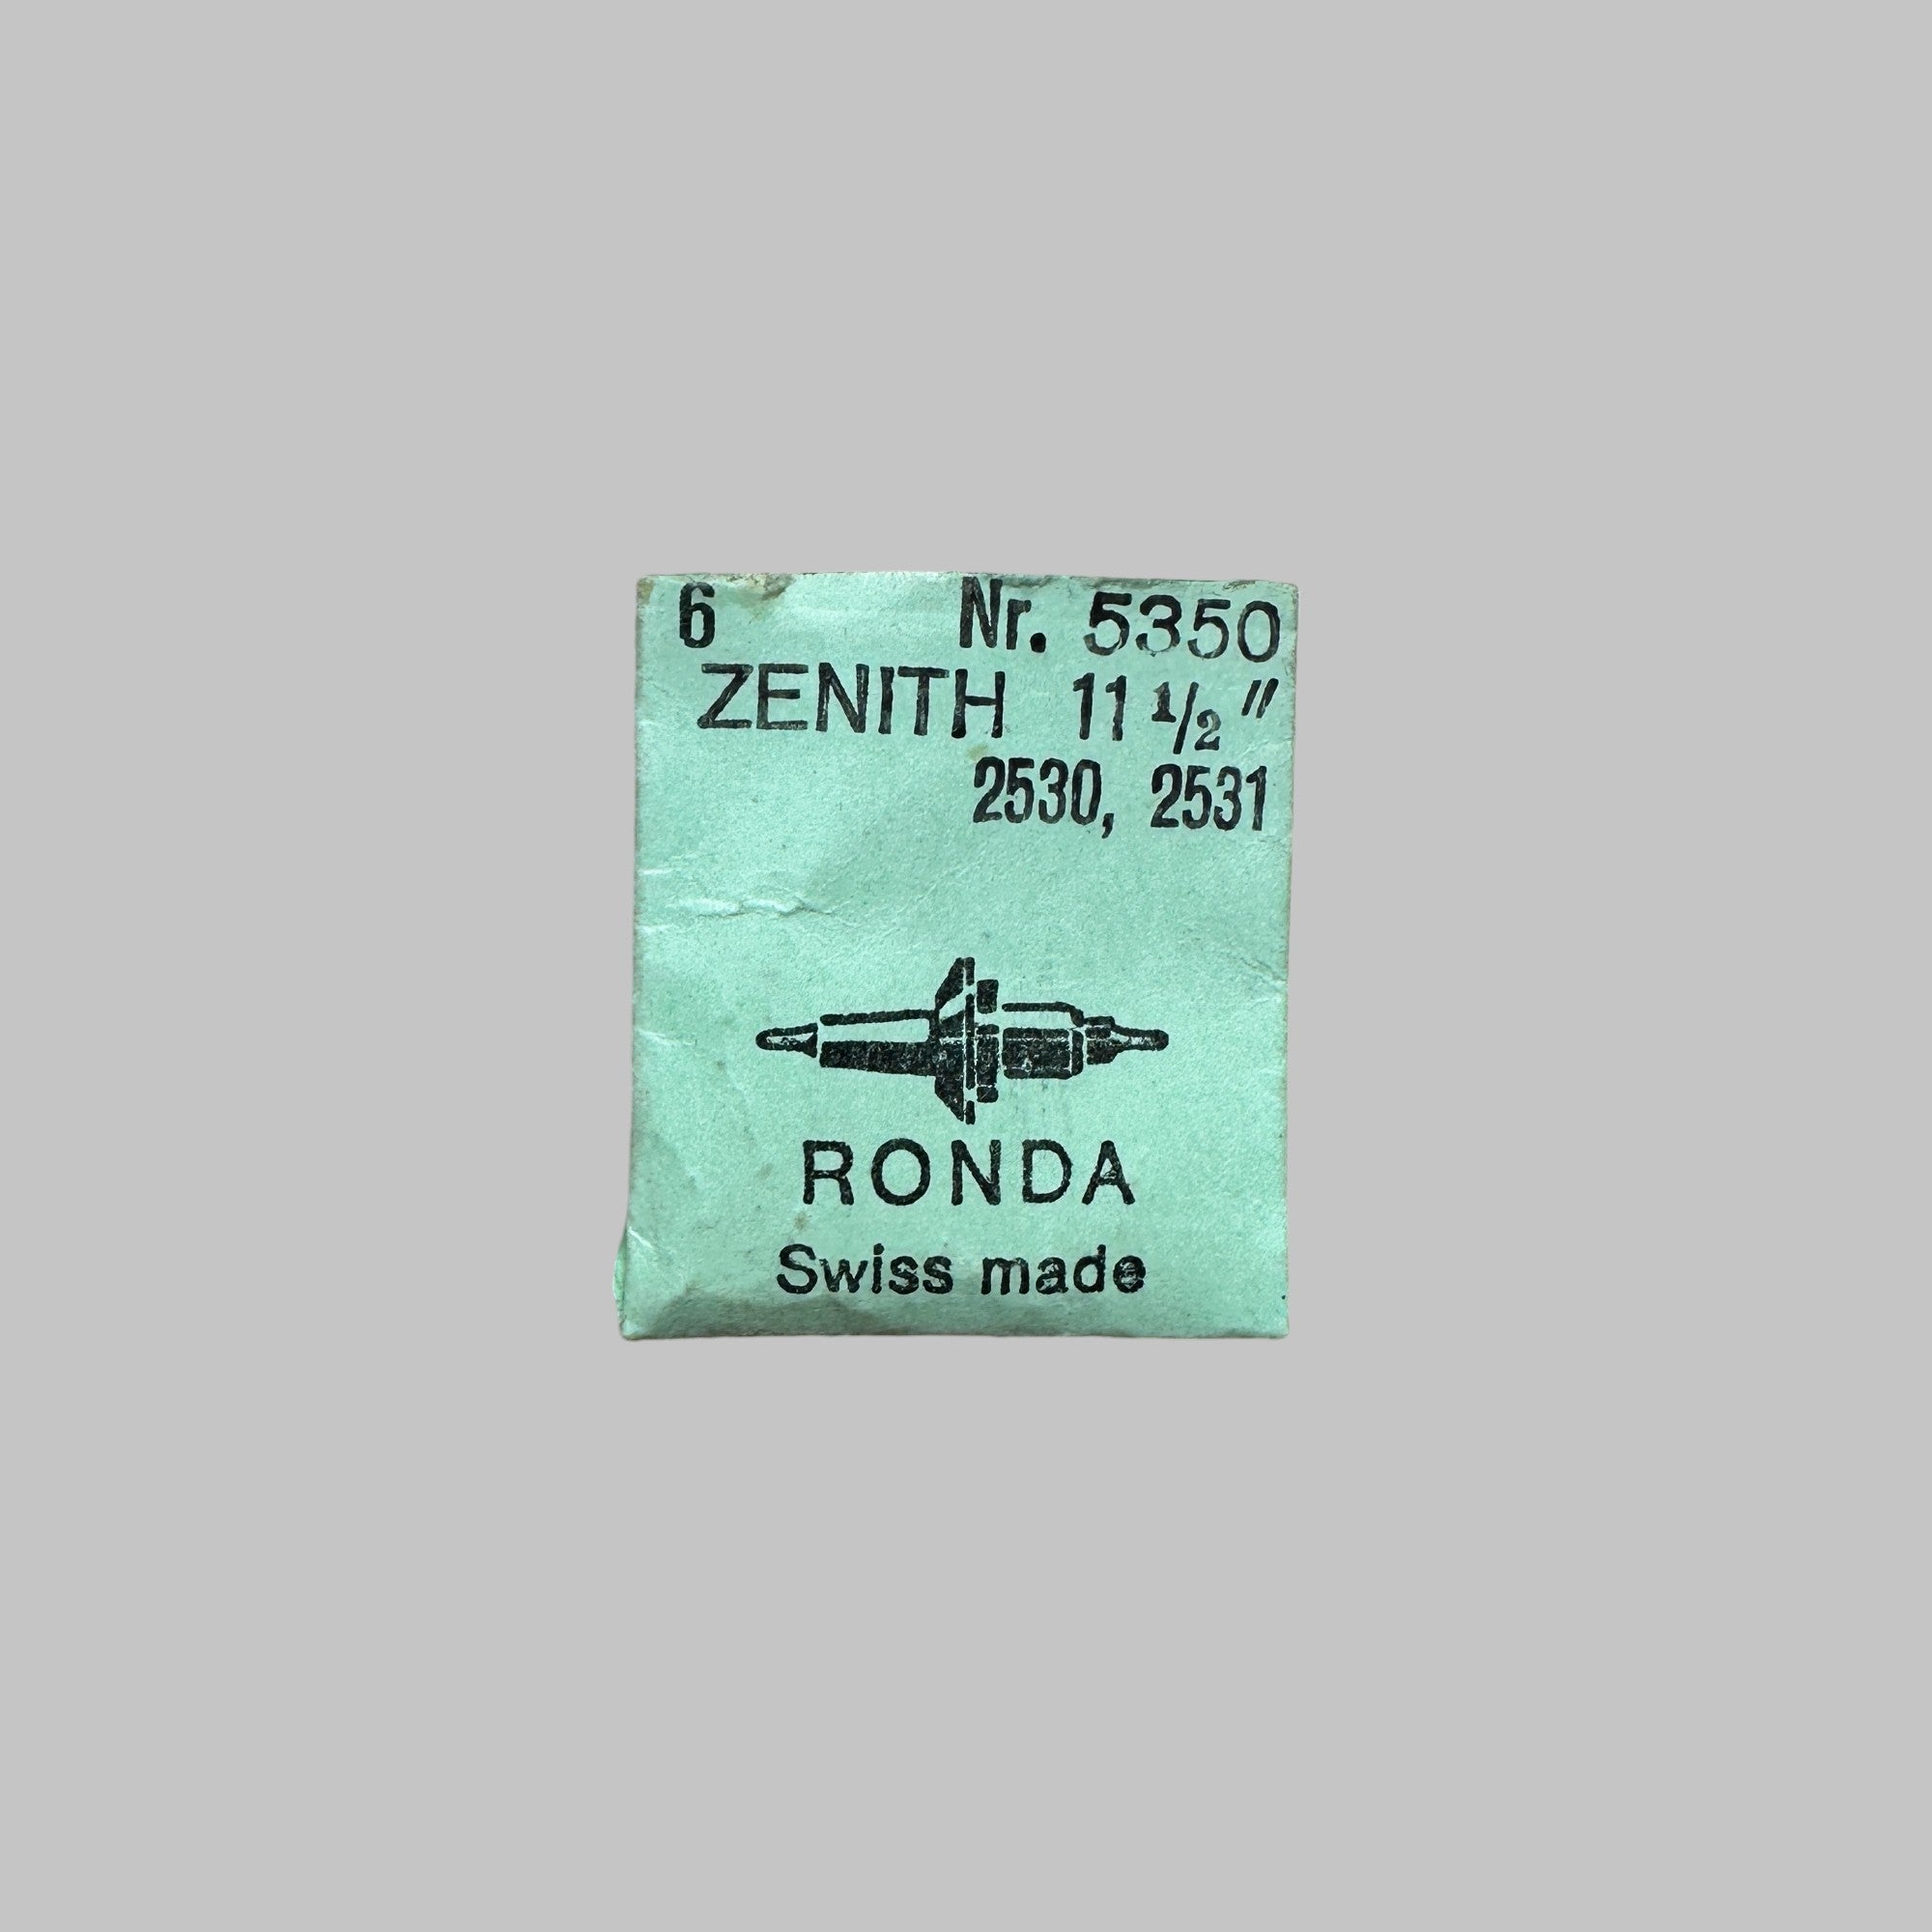 6 Nr. 5350
ZENITH 11 1/2 ″
2530, 2531
RONDA
Swiss made